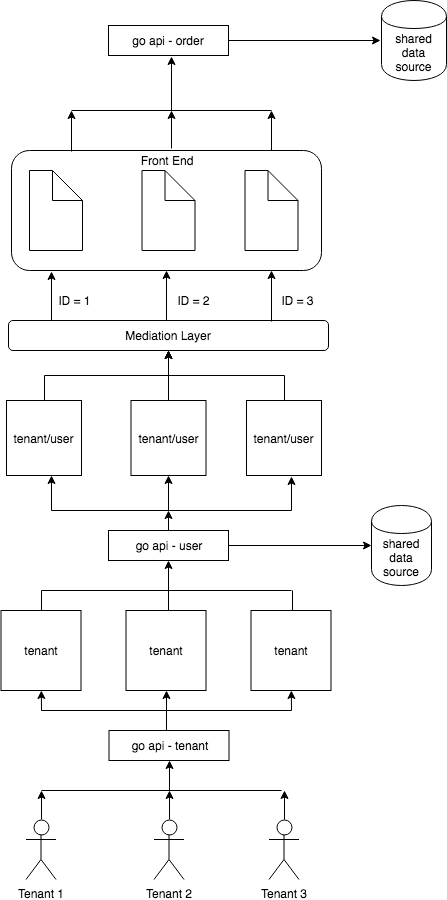 go api - order
shared
data
source
Front End
ID = 1
ID = 2
ID = 3
Mediation Layer
tenant/user
tenant/user
tenant/user
go api - user
shared
data
source
tenant
tenant
tenant
go api - tenant
Tenant 1
Tenant 2
Tenant 3